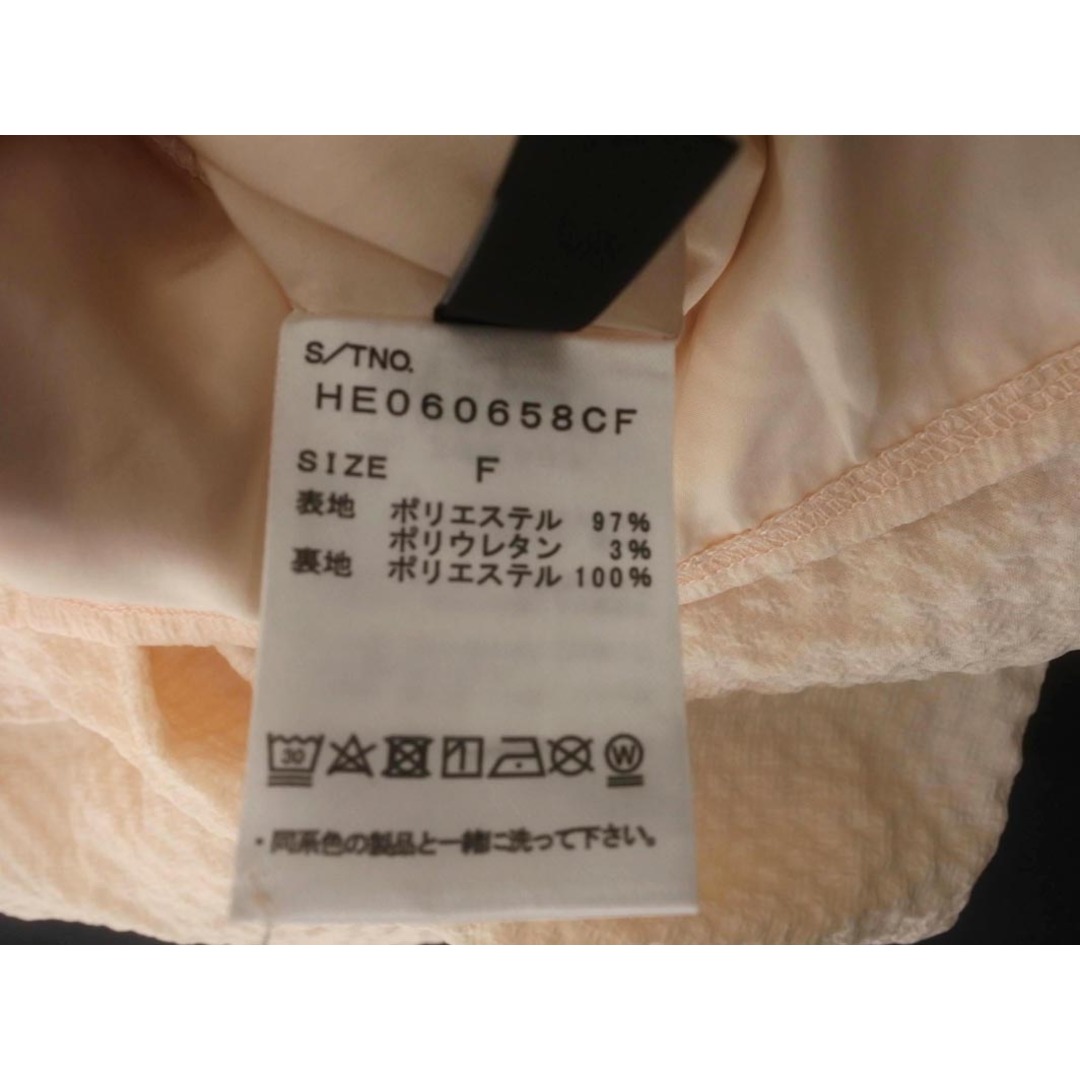 S/TNO.
HE060658CF
SIZE F
表地 ポリエステル 97%
ポリウレタン 3%
裏地 ポリエステル 100%
30 W
・同系色の製品と一緒に洗って下さい。